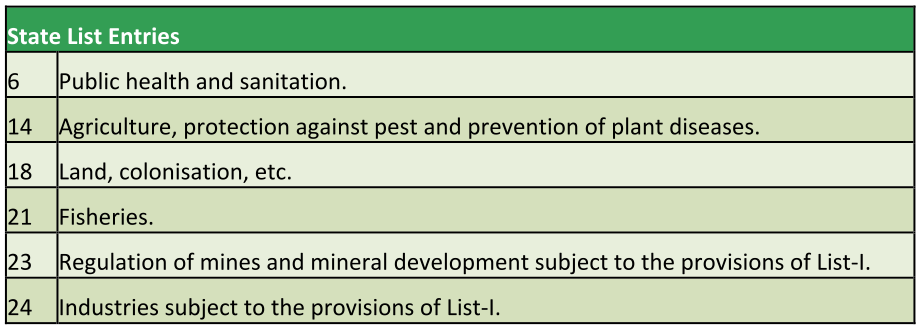 State List Entries
6 Public health and sanitation.
14 Agriculture, protection against pest and prevention of plant diseases.
18 Land, colonisation, etc.
21 Fisheries.
23 Regulation of mines and mineral development subject to the provisions of List-I.
24 Industries subject to the provisions of List-I.